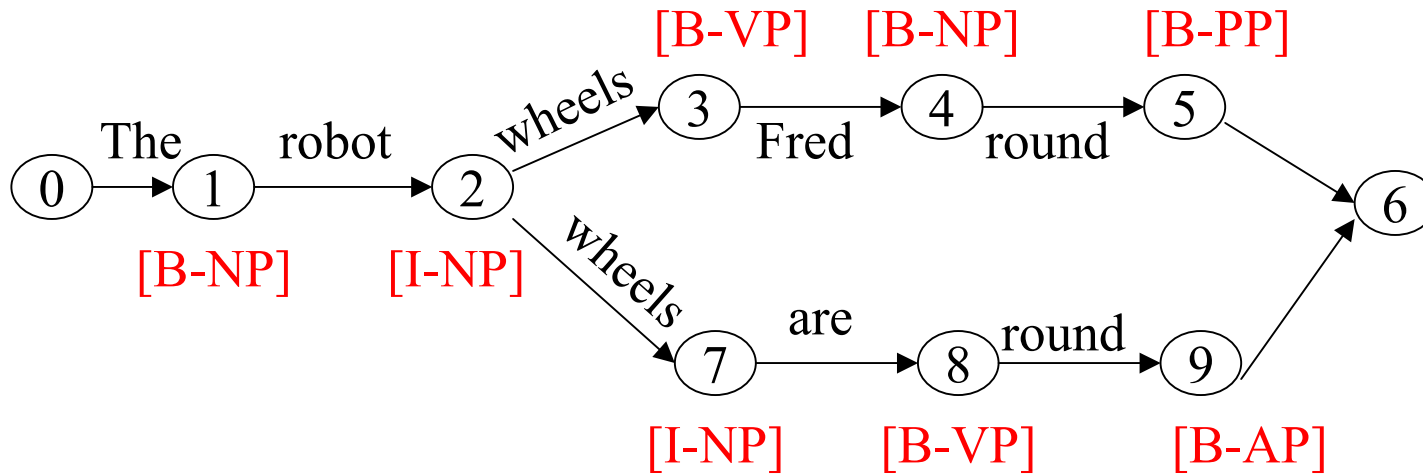 [B-VP] [B-NP] [B-PP]
wheels
3 4 5
The robot Fred round
0 1 2 6
[B-NP] [I-NP]
wheels
are round
7 8 9
[I-NP] [B-VP] [B-AP]